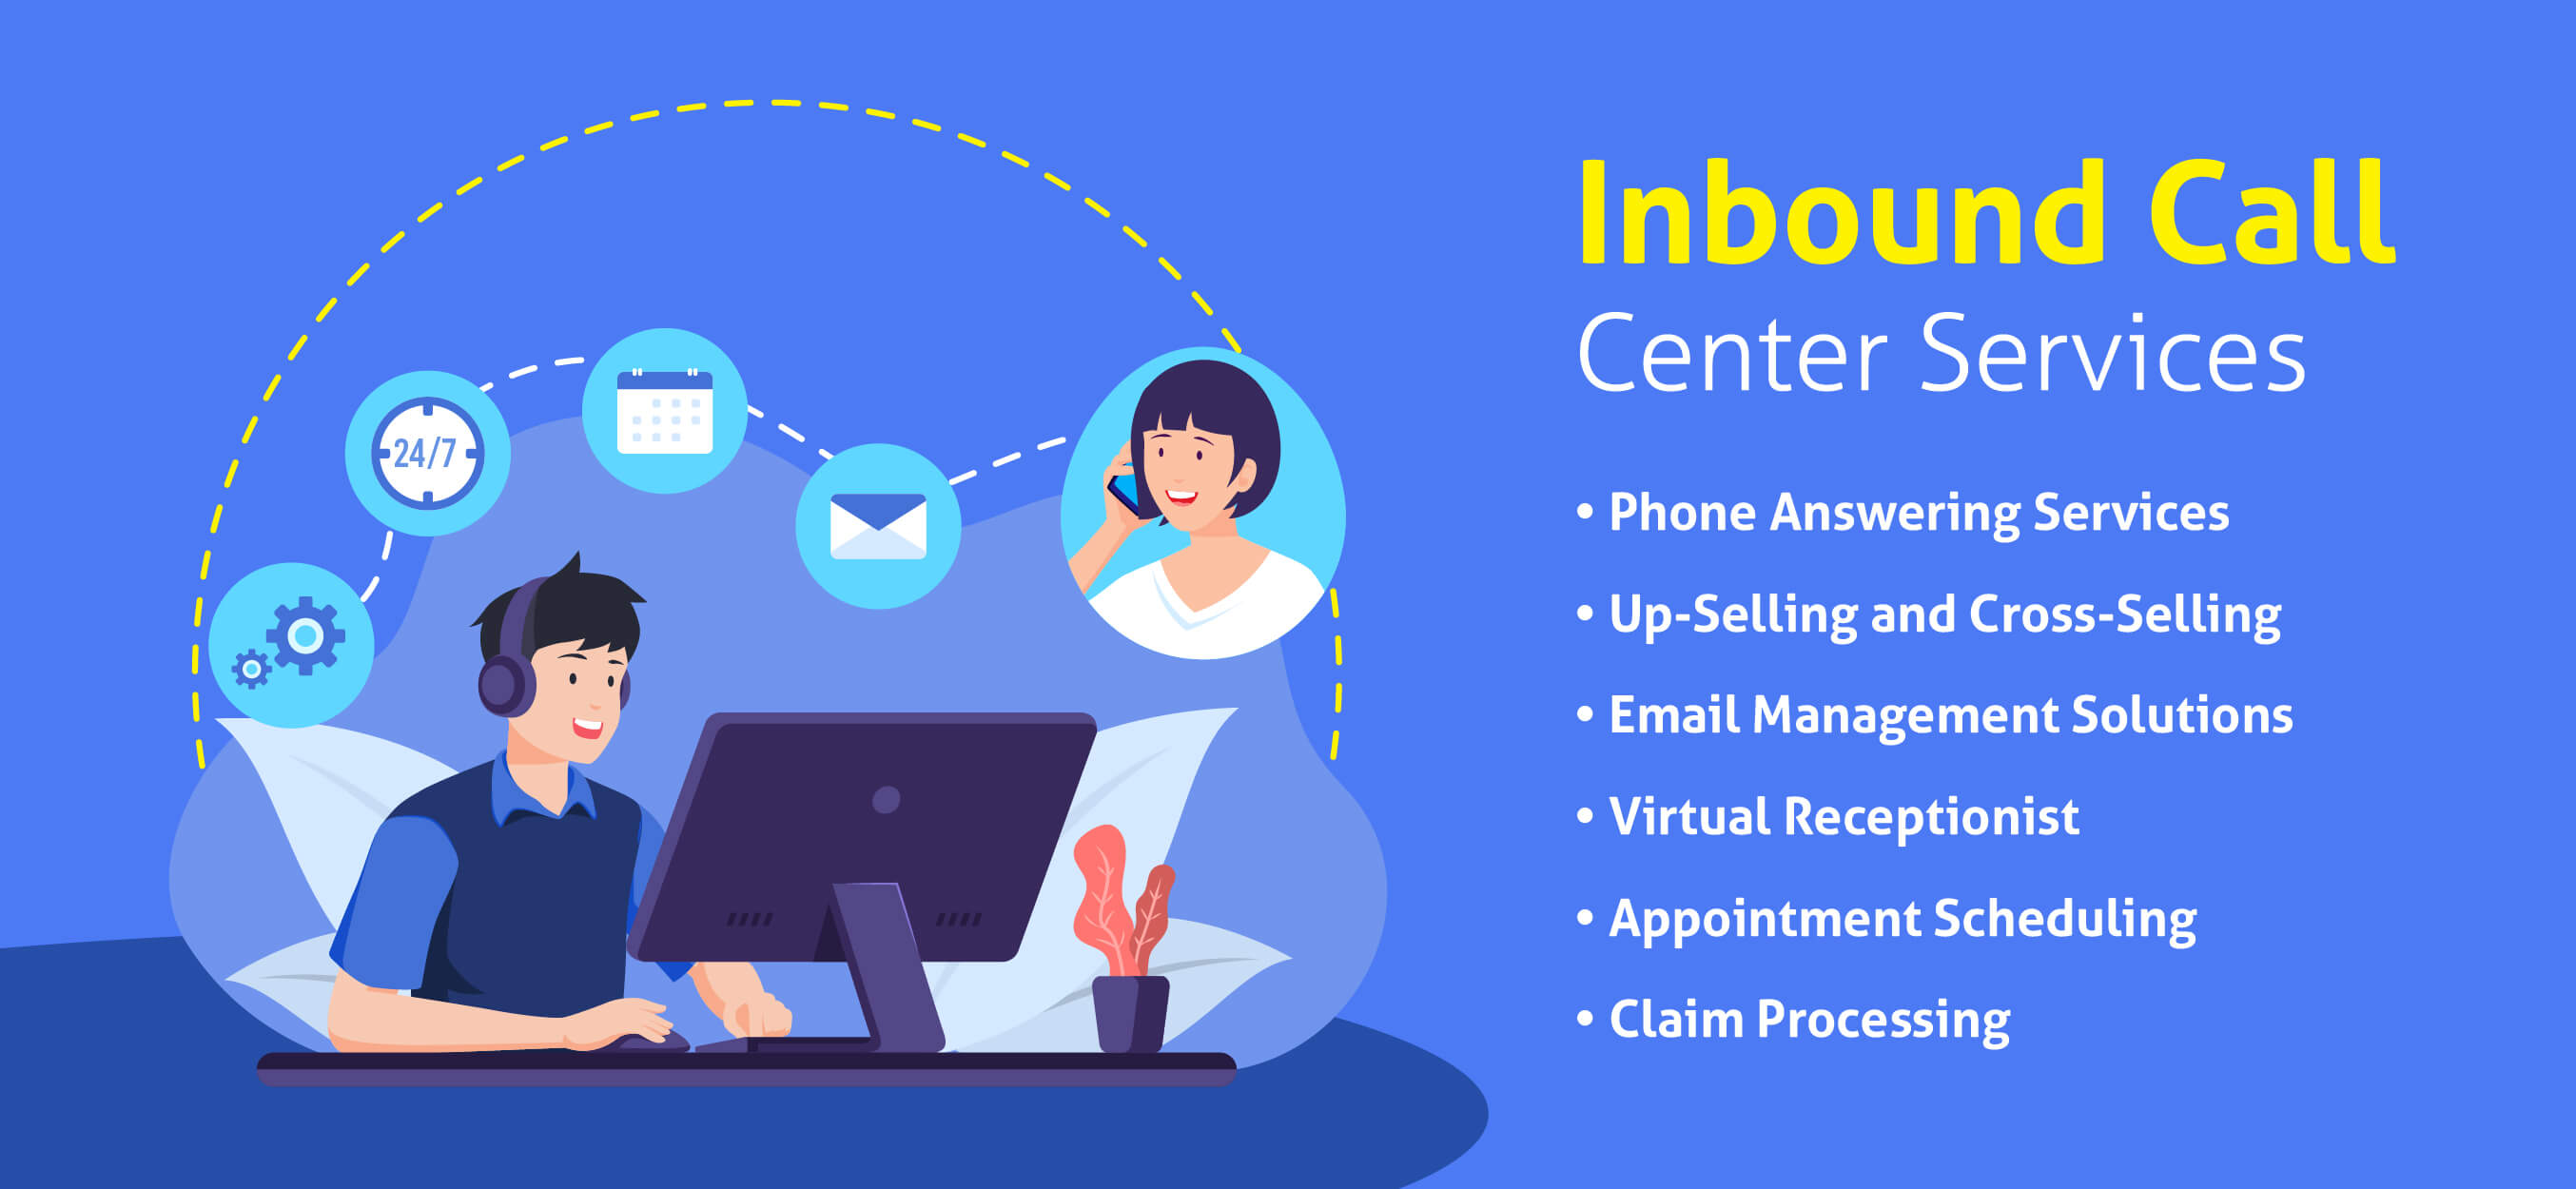 24/7
Inbound Call
Center Services
• Phone Answering Services
• Up-Selling and Cross-Selling
• Email Management Solutions
• Virtual Receptionist
• Appointment Scheduling
• Claim Processing